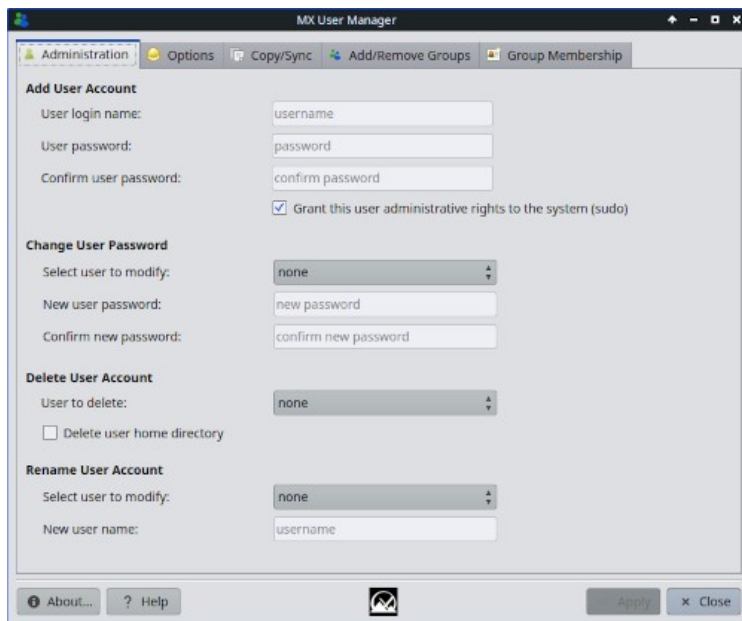 MX User Manager
Administration Options Copy/Sync Add/Remove Groups Group Membership
Add User Account
User login name: username
User password: password
Confirm user password: confirm password
Grant this user administrative rights to the system (sudo)
Change User Password
Select user to modify: none
New user password: new password
Confirm new password: confirm new password
Delete User Account
User to delete: none
Delete user home directory
Rename User Account
Select user to modify: none
New user name: username
About... ? Help Apply Close